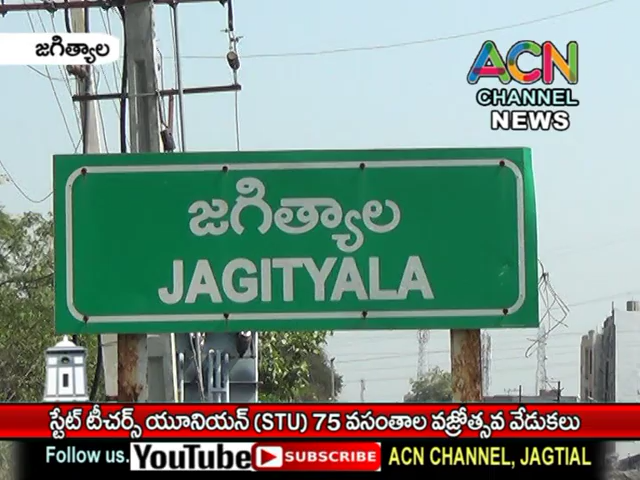 జగిత్యాల
ACN
CHANNEL
NEWS
జగిత్యాల
JAGITYALA
స్టేట్ టీచర్స్ యూనియన్ (STU) 75 వసంతాల వజ్రోత్సవ వేడుకలు
Follow us. YouTube SUBSCRIBE ACN CHANNEL, JAGTIAL